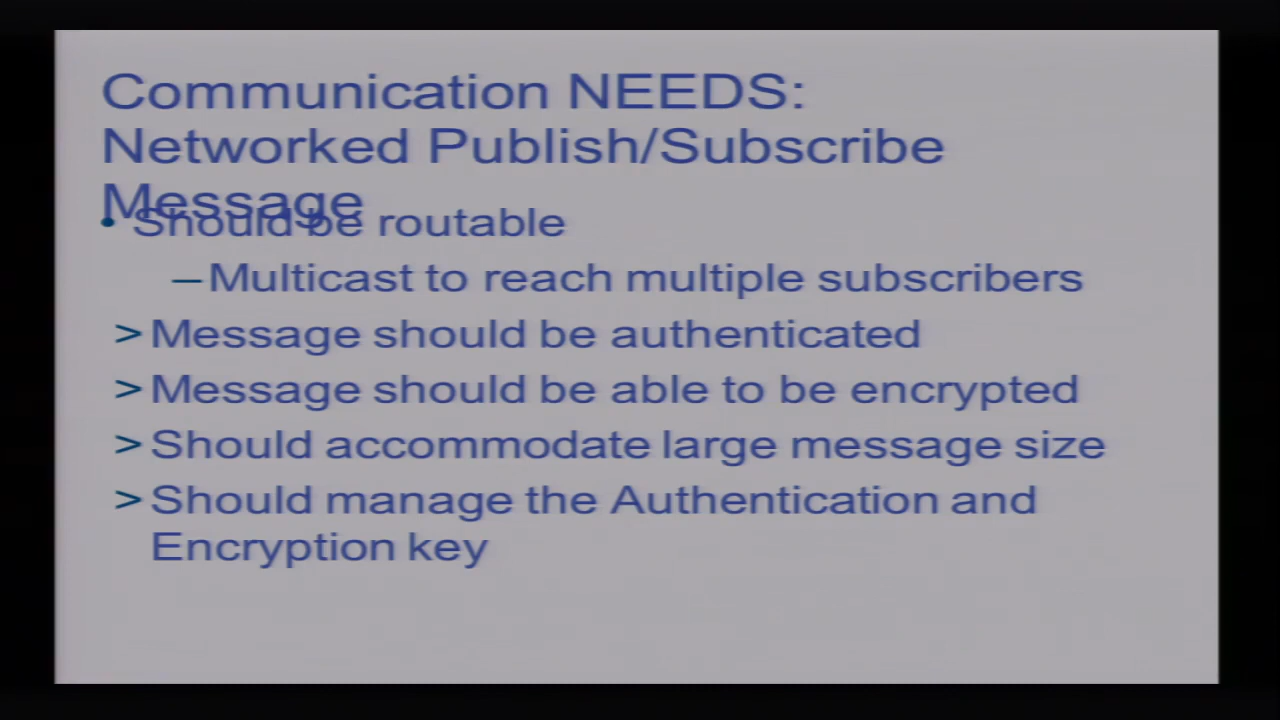 Communication NEEDS:
Networked Publish/Subscribe
Message
• Should be routable
– Multicast to reach multiple subscribers
> Message should be authenticated
> Message should be able to be encrypted
> Should accommodate large message size
> Should manage the Authentication and
Encryption key